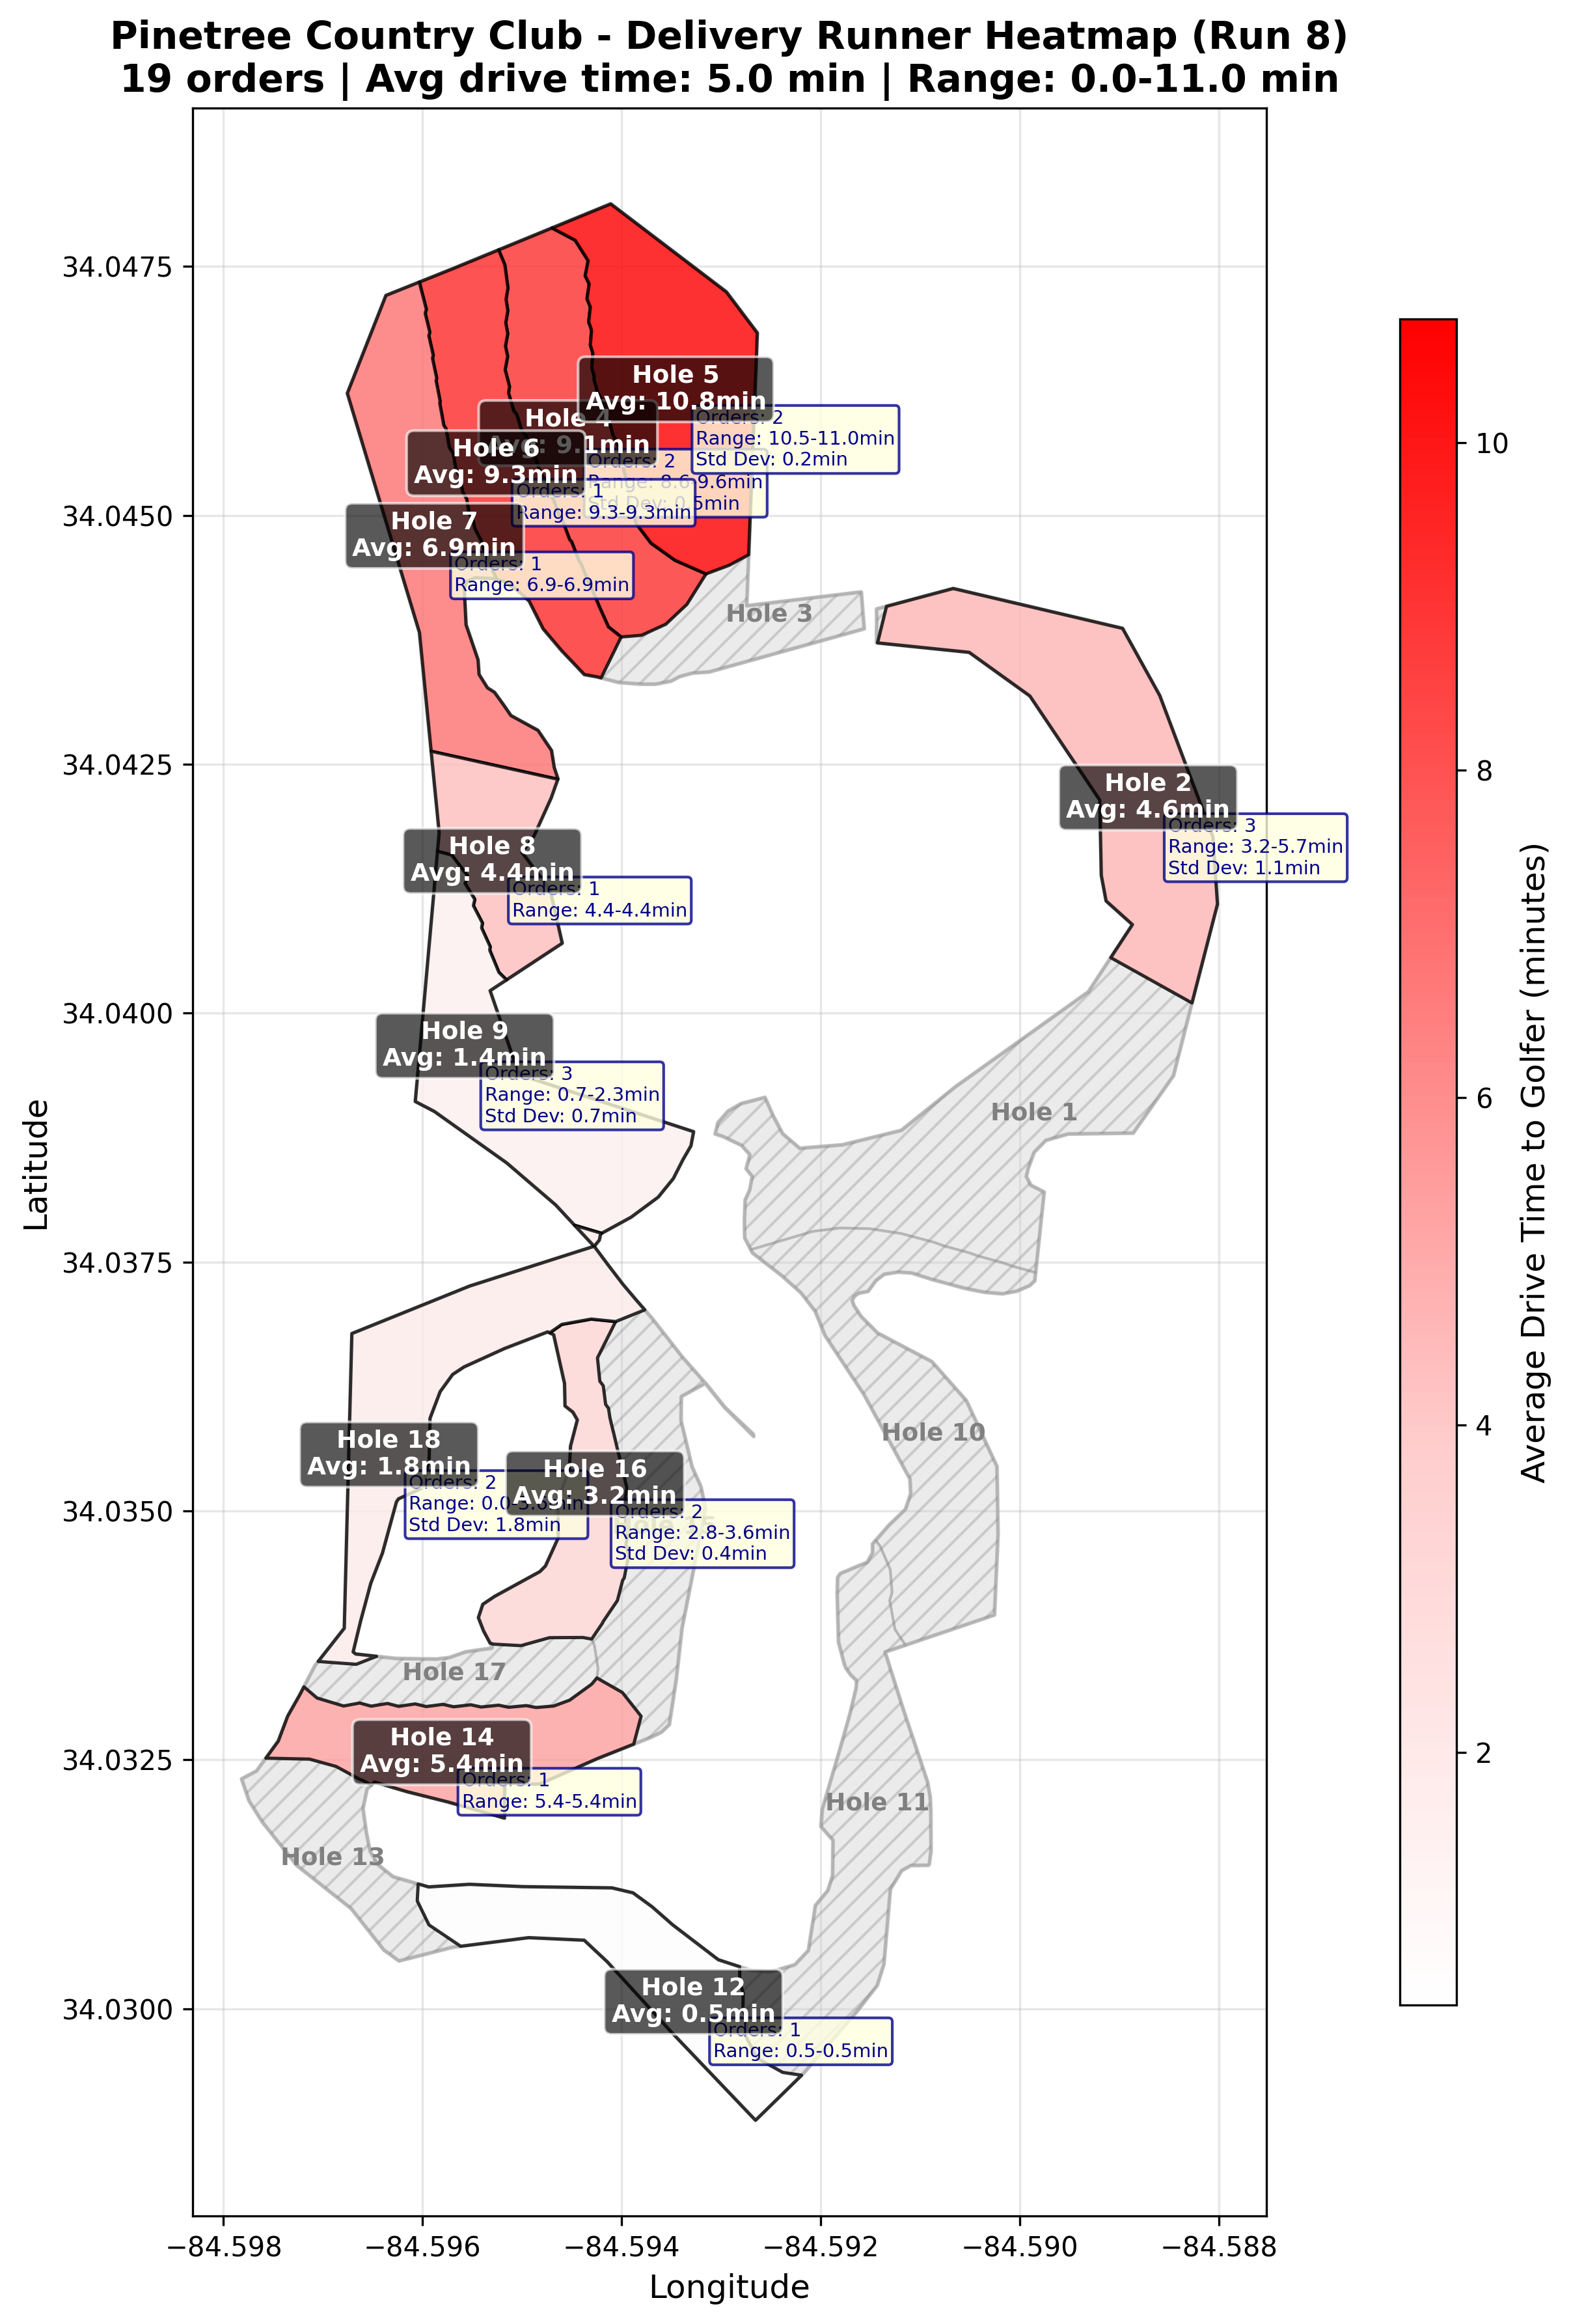 Pinetree Country Club - Delivery Runner Heatmap (Run 8)
19 orders | Avg drive time: 5.0 min | Range: 0.0-11.0 min
34.0475
34.0450
34.0425
34.0400
34.0375
34.0350
34.0325
34.0300
Latitude
−84.598
−84.596
−84.594
−84.592
−84.590
−84.588
Longitude
Hole 5
Avg: 10.8min
Orders: 2
Range: 10.5-11.0min
Std Dev: 0.2min
Hole 4
Avg: 9.1min
Orders: 2
Range: 8.6-9.6min
Std Dev: 0.5min
Hole 6
Avg: 9.3min
Orders: 1
Range: 9.3-9.3min
Hole 7
Avg: 6.9min
Orders: 1
Range: 6.9-6.9min
Hole 3
Hole 2
Avg: 4.6min
Orders: 3
Range: 3.2-5.7min
Std Dev: 1.1min
Hole 8
Avg: 4.4min
Orders: 1
Range: 4.4-4.4min
Hole 9
Avg: 1.4min
Orders: 3
Range: 0.7-2.3min
Std Dev: 0.7min
Hole 1
Hole 10
Hole 18
Avg: 1.8min
Orders: 2
Range: 0.0-3.6min
Std Dev: 1.8min
Hole 16
Avg: 3.2min
Orders: 2
Range: 2.8-3.6min
Std Dev: 0.4min
Hole 17
Hole 14
Avg: 5.4min
Orders: 1
Range: 5.4-5.4min
Hole 11
Hole 13
Hole 12
Avg: 0.5min
Orders: 1
Range: 0.5-0.5min
10
8
6
4
2
Average Drive Time to Golfer (minutes)